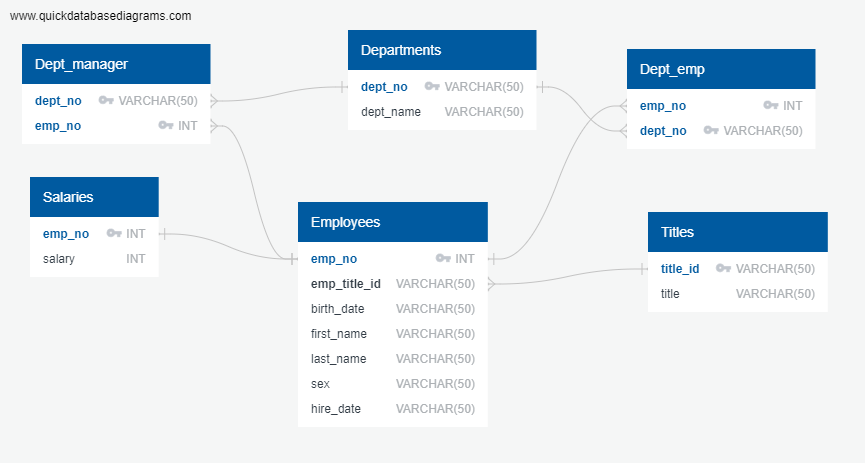 www.quickdatabasediagrams.com
Dept_manager
dept_no VARCHAR(50)
emp_no INT
Departments
dept_no VARCHAR(50)
dept_name VARCHAR(50)
Dept_emp
emp_no INT
dept_no VARCHAR(50)
Salaries
emp_no INT
salary INT
Employees
emp_no INT
emp_title_id VARCHAR(50)
birth_date VARCHAR(50)
first_name VARCHAR(50)
last_name VARCHAR(50)
sex VARCHAR(50)
hire_date VARCHAR(50)
Titles
title_id VARCHAR(50)
title VARCHAR(50)